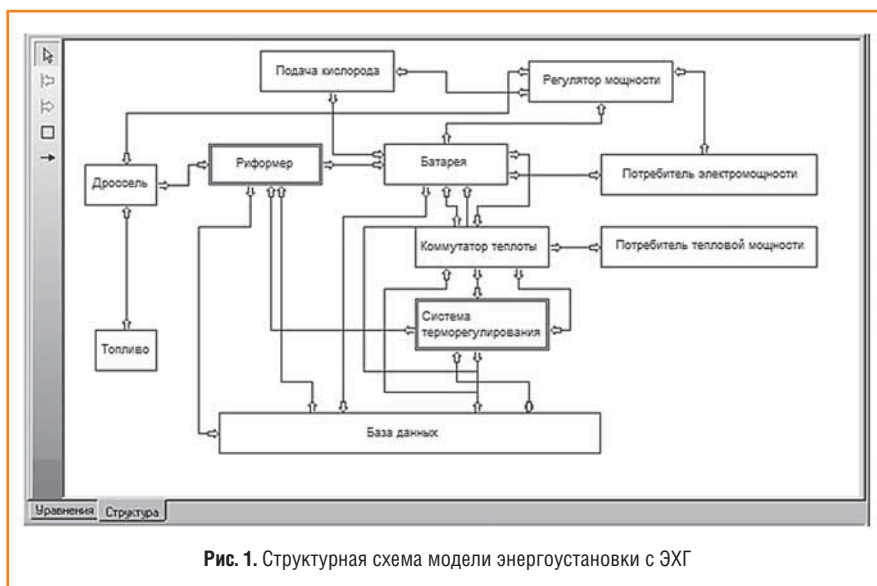 Подача кислорода
Регулятор мощности
Риформер
Батарея
Дроссель
Потребитель электромощности
Коммутатор теплоты
Потребитель тепловой мощности
Система
терморегулирования
Топливо
База данных
Уравнения
Структура
Рис. 1. Структурная схема модели энергоустановки с ЭХГ